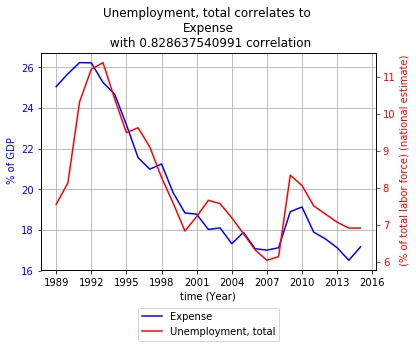 Unemployment, total correlates to
Expense
with 0.828637540991 correlation
26
24
22
20
18
16
% of GDP
11
10
9
8
7
6
(% of total labor force) (national estimate)
1989 1992 1995 1998 2001 2004 2007 2010 2013 2016
time (Year)
Expense
Unemployment, total